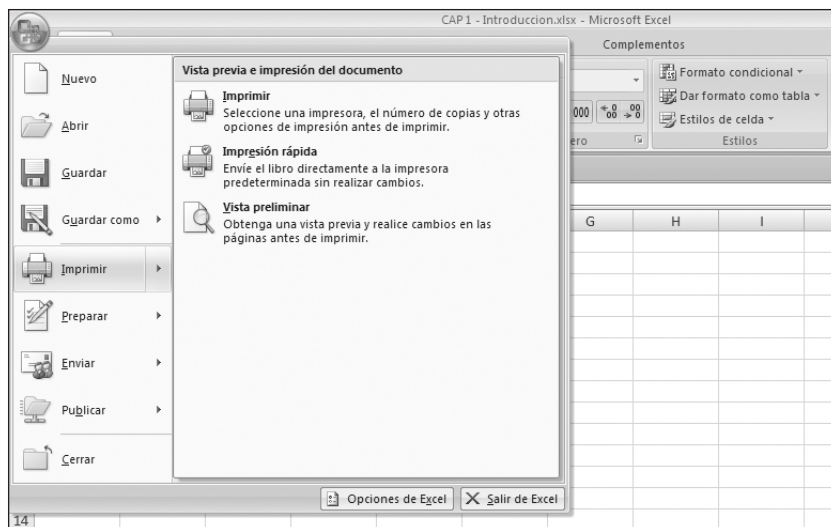 CAP 1 - Introduccion.xlsx - Microsoft Excel
Complementos
Nuevo
Abrir
Guardar
Guardar como
Imprimir
Preparar
Enviar
Publicar
Cerrar
Vista previa e impresión del documento
Imprimir
Seleccione una impresora, el número de copias y otras
opciones de impresión antes de imprimir.
Impresión rápida
Envíe el libro directamente a la impresora
predeterminada sin realizar cambios.
Vista preliminar
Obtenga una vista previa y realice cambios en las
páginas antes de imprimir.
Opciones de Excel
Salir de Excel
Formato condicional
000
Dar formato como tabla
Estilos de celda
ero
Estilos
G H I
14